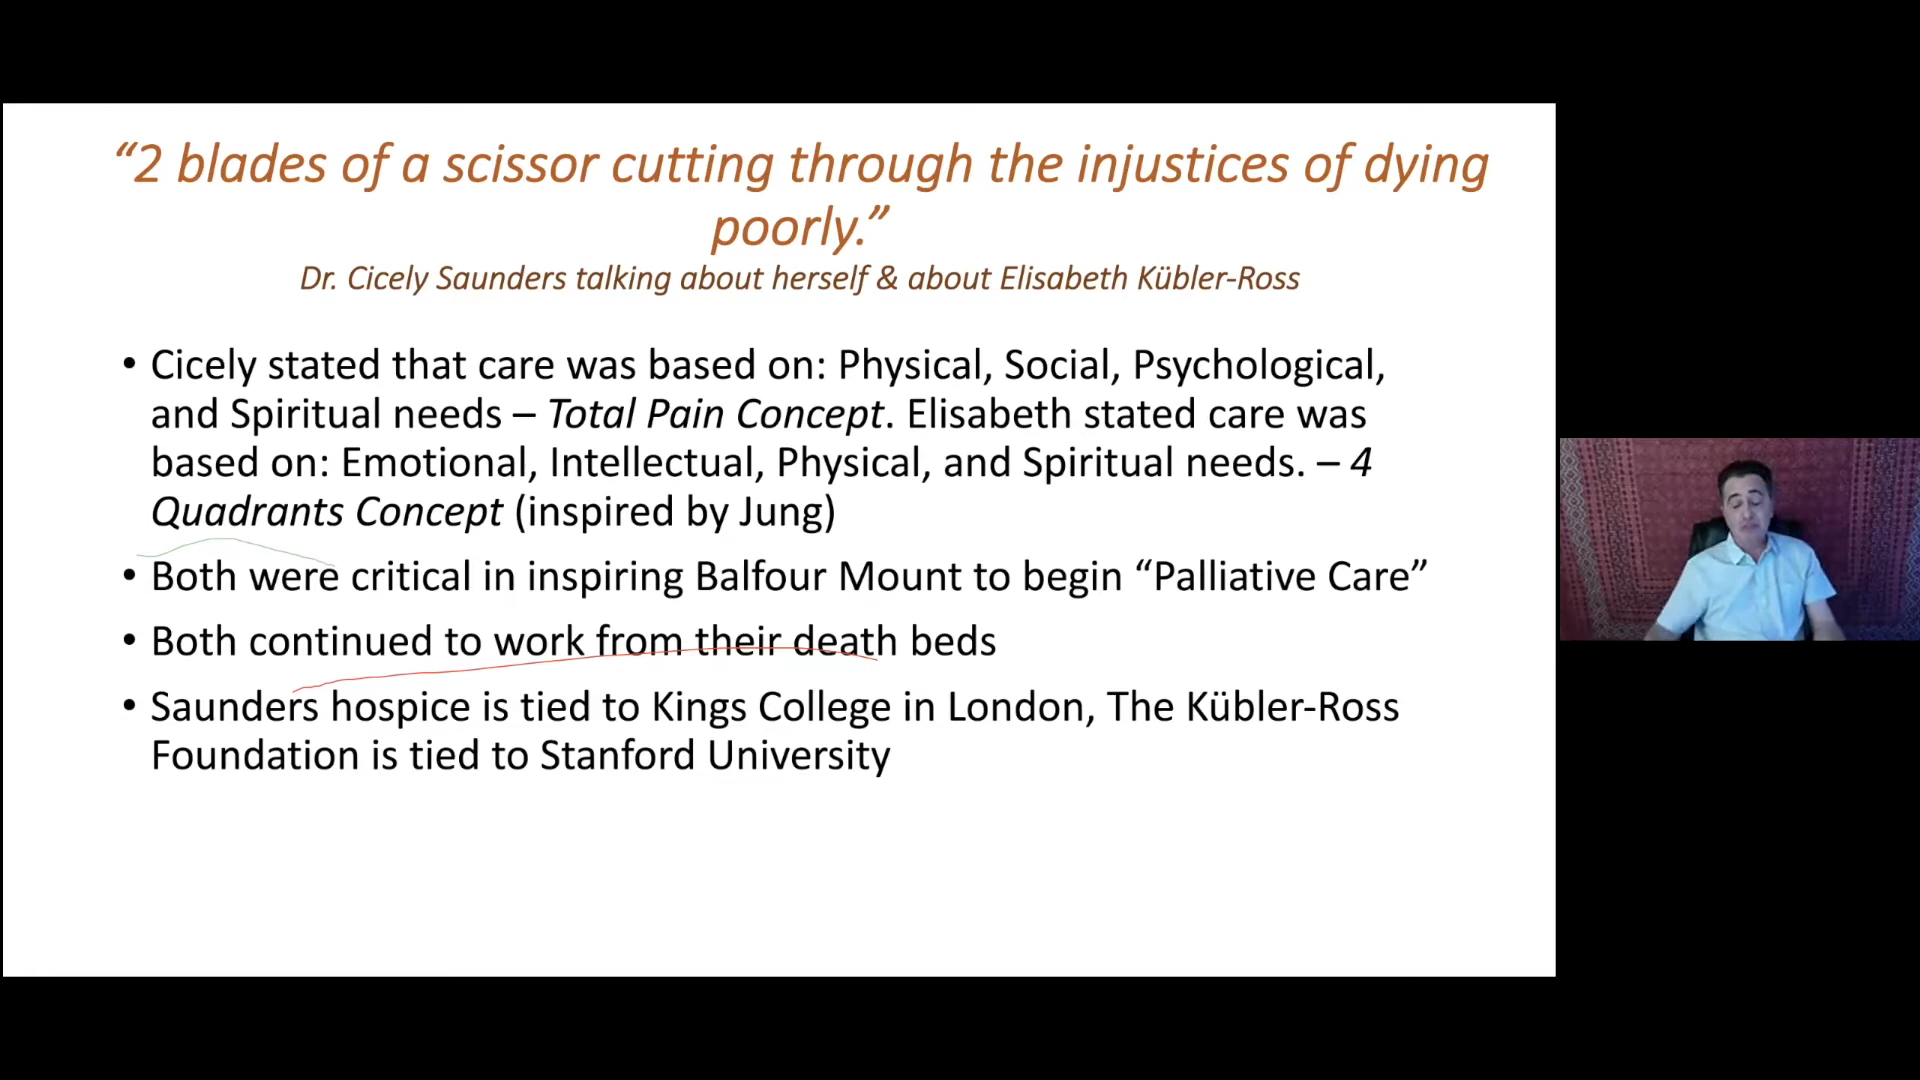 “2 blades of a scissor cutting through the injustices of dying
poorly.”
Dr. Cicely Saunders talking about herself & about Elisabeth Kübler-Ross
• Cicely stated that care was based on: Physical, Social, Psychological,
and Spiritual needs – Total Pain Concept. Elisabeth stated care was
based on: Emotional, Intellectual, Physical, and Spiritual needs. – 4
Quadrants Concept (inspired by Jung)
• Both were critical in inspiring Balfour Mount to begin “Palliative Care”
• Both continued to work from their death beds
• Saunders hospice is tied to Kings College in London, The Kübler-Ross
Foundation is tied to Stanford University